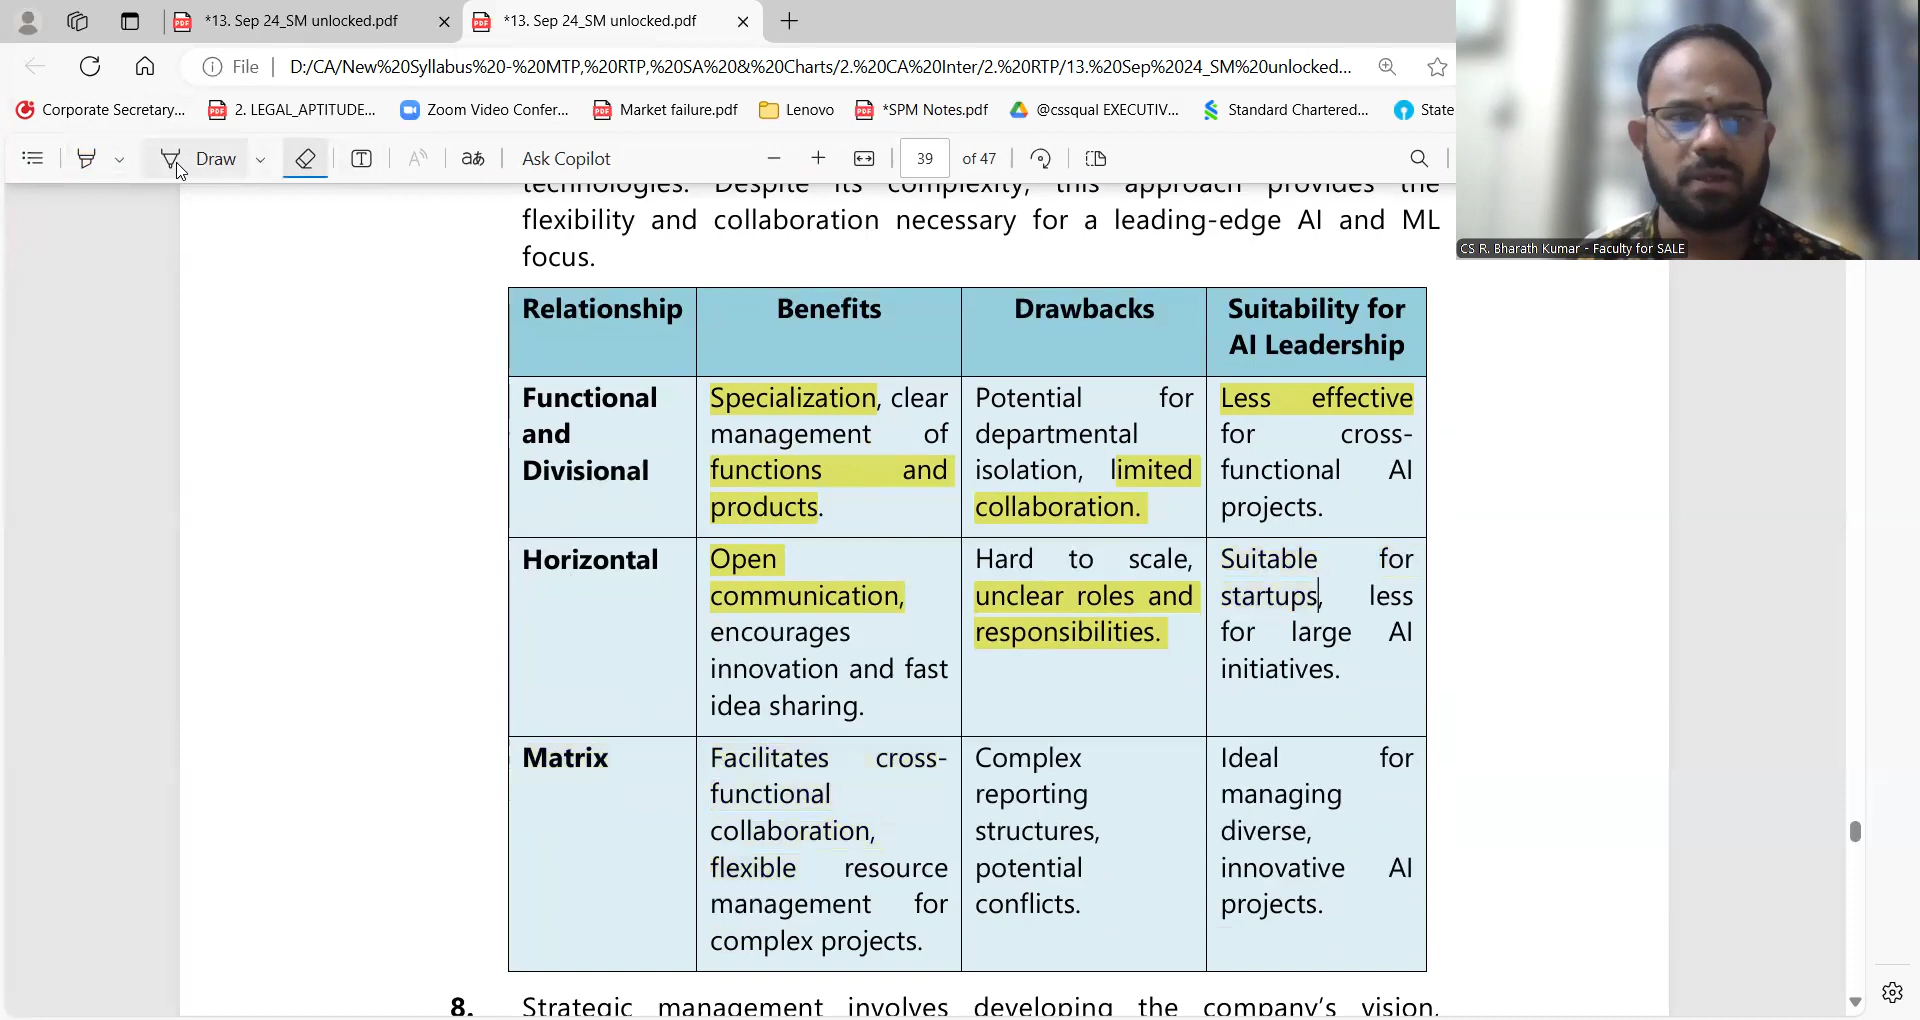 *13. Sep 24_SM unlocked.pdf
*13. Sep 24_SM unlocked.pdf
File
D:/CA/New%20Syllabus%20-%20MTP,%20RTP,%20SA%20&%20Charts/2.%20CA%20Inter/2.%20RTP/13.%20Sep%2024_SM%20unlocked...
Corporate Secretary...
2. LEGAL_APTITUDE...
Zoom Video Confer...
Market failure.pdf
Lenovo
*SPM Notes.pdf
@cssqual EXECUTIV...
Standard Chartered...
State
Draw
Ask Copilot
39 of 47
CS R. Bharath Kumar - Faculty for SALE
technologies. Despite its complexity, this approach provides the
flexibility and collaboration necessary for a leading-edge AI and ML
focus.
Relationship
Benefits
Drawbacks
Suitability for
AI Leadership
Functional
and
Divisional
Specialization, clear
management of
functions and
products.
Potential for
departmental
isolation, limited
collaboration.
Less effective
for cross-
functional AI
projects.
Horizontal
Open
communication,
encourages
innovation and fast
idea sharing.
Hard to scale,
unclear roles and
responsibilities.
Suitable for
startups, less
for large AI
initiatives.
Matrix
Facilitates cross-
functional
collaboration,
flexible resource
management for
complex projects.
Complex
reporting
structures,
potential
conflicts.
Ideal for
managing
diverse,
innovative AI
projects.
8. Strategic management involves developing the company's vision,